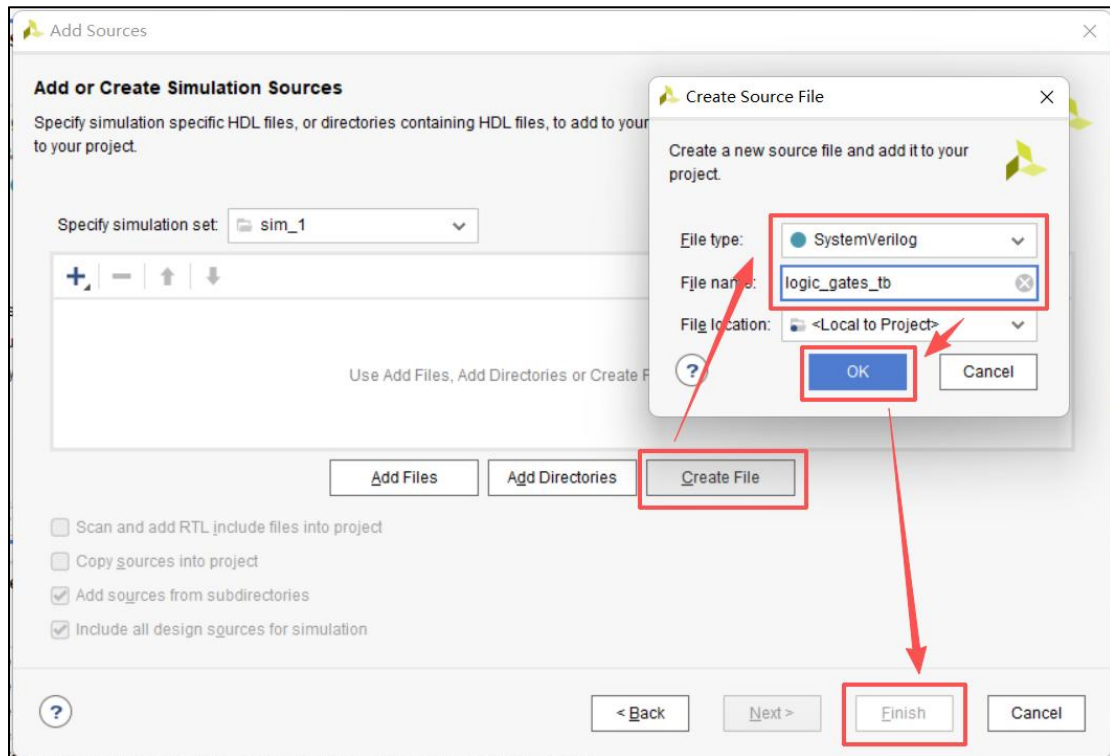 Add Sources
Add or Create Simulation Sources
Specify simulation specific HDL files, or directories containing HDL files, to add to your
to your project.
Specify simulation set:
sim_1
Use Add Files, Add Directories or Create F
Add Files
Add Directories
Create File
Scan and add RTL include files into project
Copy sources into project
Add sources from subdirectories
Include all design sources for simulation
?
< Back
Next >
Finish
Cancel
Create Source File
Create a new source file and add it to your
project.
File type:
SystemVerilog
File name:
logic_gates_tb
File location:
<Local to Project>
?
OK
Cancel